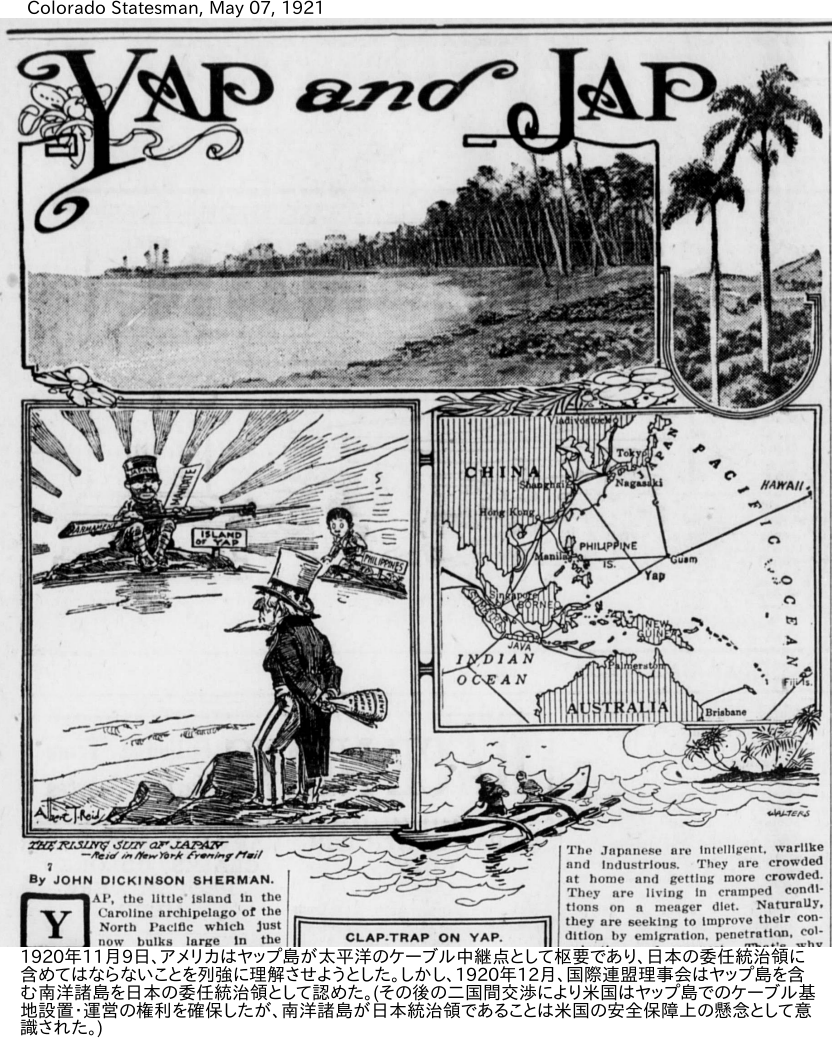 Colorado Statesman, May 07, 1921
YAP and JAP
JAPAN
MANDATE
ARMAMENT
ISLAND
OF YAP
PHILIPPINES
Albert T. Reid
THE RISING SUN OF JAPAN
—Reid in New York Evening Mail
CHINA
JAPAN
Tokyo
Shanghai
Nagasaki
PACIFIC OCEAN
HAWAII
Hong Kong
Manila
PHILIPPINE
IS.
Guam
Yap
Singapore
BORNEO
NEW
GUINEA
JAVA
INDIAN
OCEAN
Palmerston
Fiji Is.
AUSTRALIA
Brisbane
WALTERS
By JOHN DICKINSON SHERMAN.
YAP, the little island in the
Caroline archipelago of the
North Pacific which just
now bulks large in the
CLAP-TRAP ON YAP.
The Japanese are intelligent, warlike
and industrious. They are crowded
at home and getting more crowded.
They are living in cramped condi-
tions on a meager diet. Naturally,
they are seeking to improve their con-
dition by emigration, penetration, col-
1920年11月9日、アメリカはヤップ島が太平洋のケーブル中継点として枢要であり、日本の委任統治領に
含めてはならないことを列強に理解させようとした。しかし、1920年12月、国際連盟理事会はヤップ島を含
む南洋諸島を日本の委任統治領として認めた。(その後の二国間交渉により米国はヤップ島でのケーブル基
地設置・運営の権利を確保したが、南洋諸島が日本統治領であることは米国の安全保障上の懸念として意
識された。)